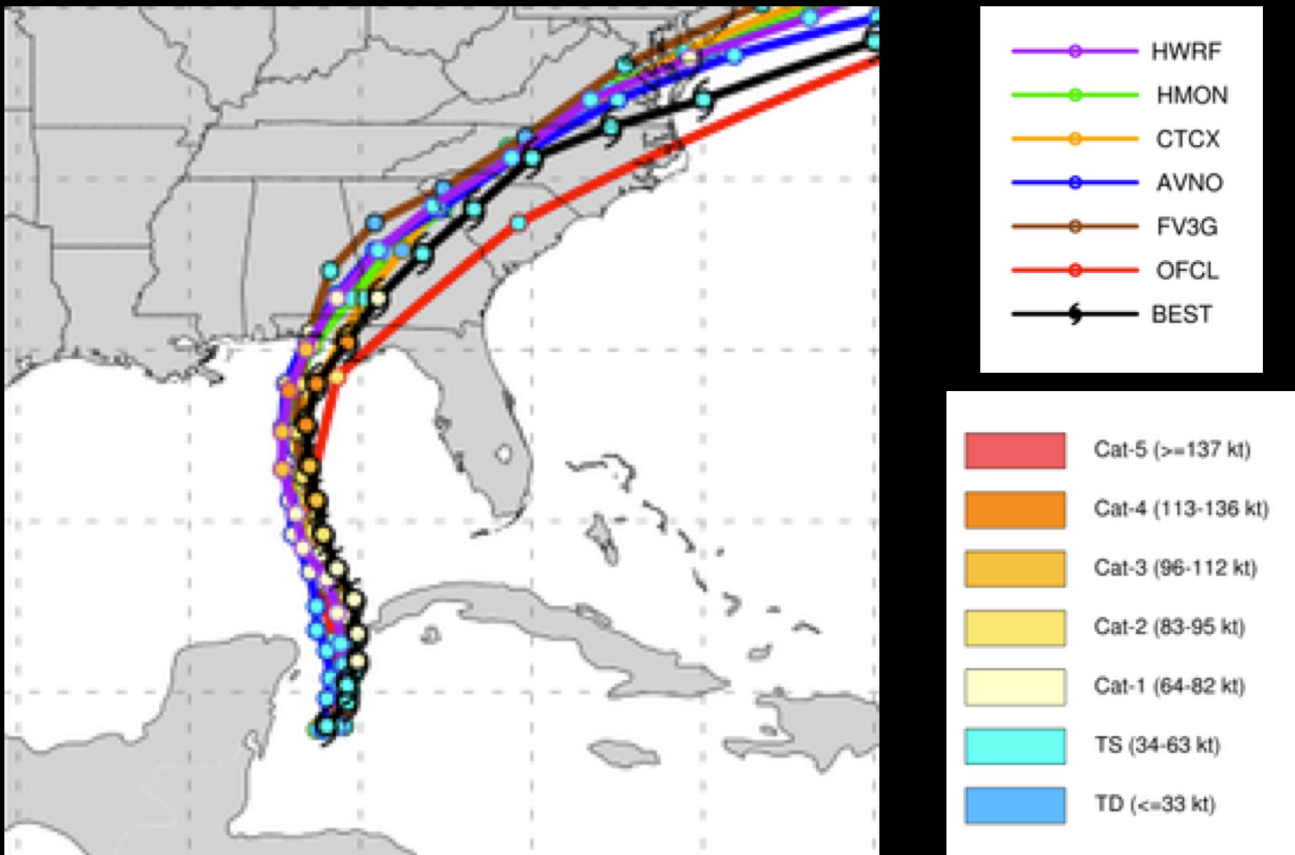 HWRF
HMON
CTCX
AVNO
FV3G
OFCL
BEST
Cat-5 (>=137 kt)
Cat-4 (113-136 kt)
Cat-3 (96-112 kt)
Cat-2 (83-95 kt)
Cat-1 (64-82 kt)
TS (34-63 kt)
TD (<=33 kt)